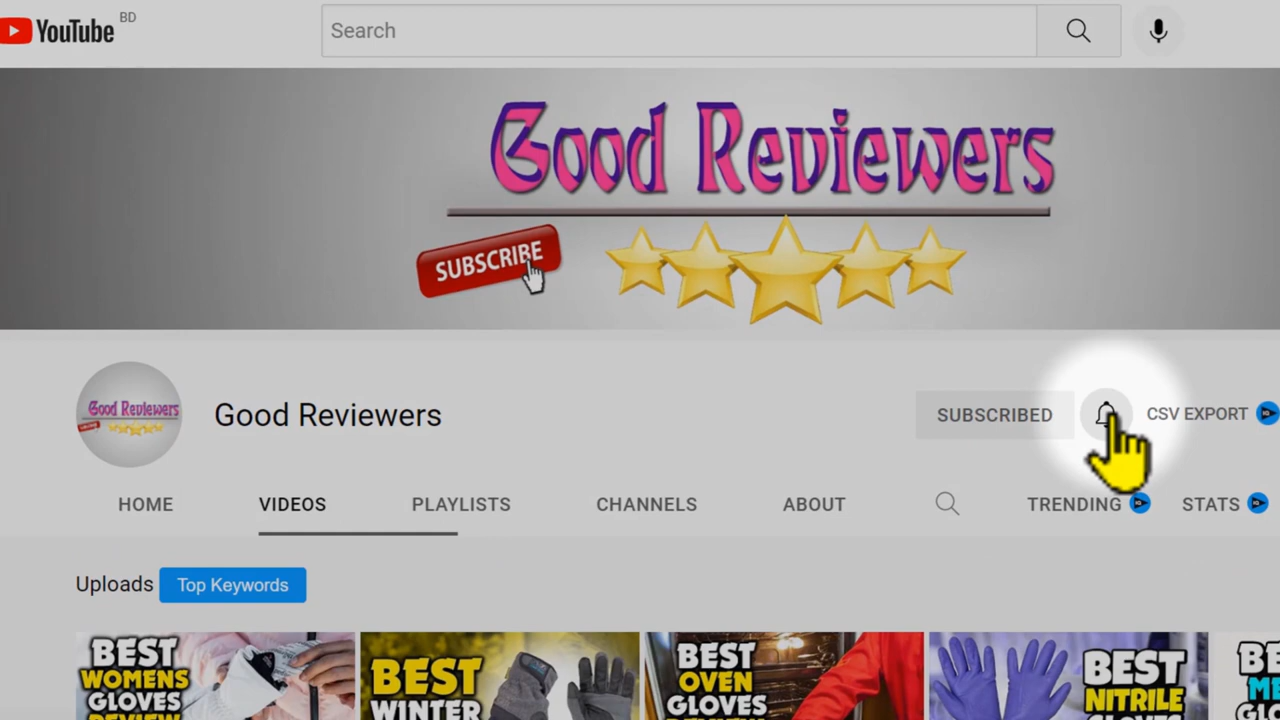 YouTube BD
Search
Good Reviewers
SUBSCRIBE
Good Reviewers
Good Reviewers
SUBSCRIBED
CSV EXPORT
HOME
VIDEOS
PLAYLISTS
CHANNELS
ABOUT
TRENDING
STATS
Uploads
Top Keywords
BEST
WOMENS
GLOVES
REVIEW
BEST
WINTER
BEST
OVEN
GLOVES
BEST
NITRILE